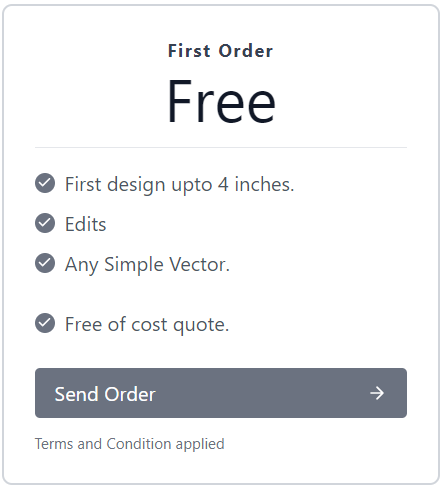 First Order
Free
First design upto 4 inches.
Edits
Any Simple Vector.
Free of cost quote.
Send Order
Terms and Condition applied